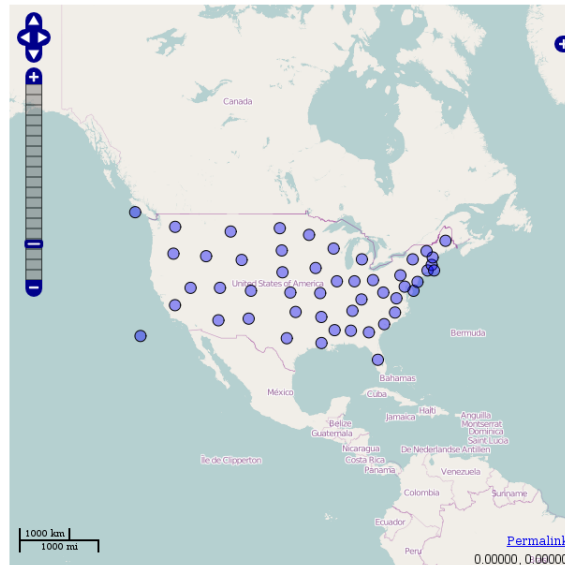 Canada
United States of America
Bermuda
México
Bahamas
Cuba
Haiti
Jamaica
Anguilla
Montserrat
Dominica
Saint Lucia
Belize
Guatemala
Nicaragua
De Nederlandse Antillen
Costa Rica
Panama
Île de Clipperton
Venezuela
Colombia
Suriname
Ecuador
Peru
1000 km
1000 mi
Permalink
0.00000, 0.00000